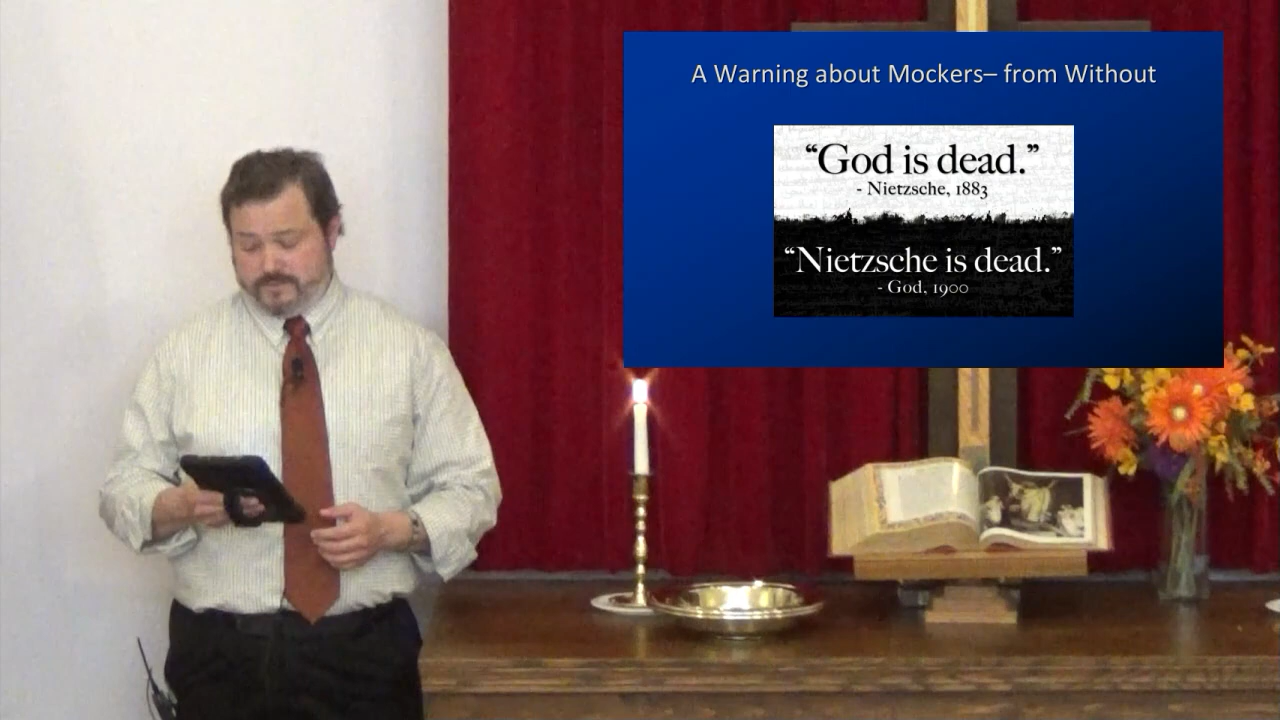 A Warning about Mockers– from Without
“God is dead.”
- Nietzsche, 1883
“Nietzsche is dead.”
- God, 1900